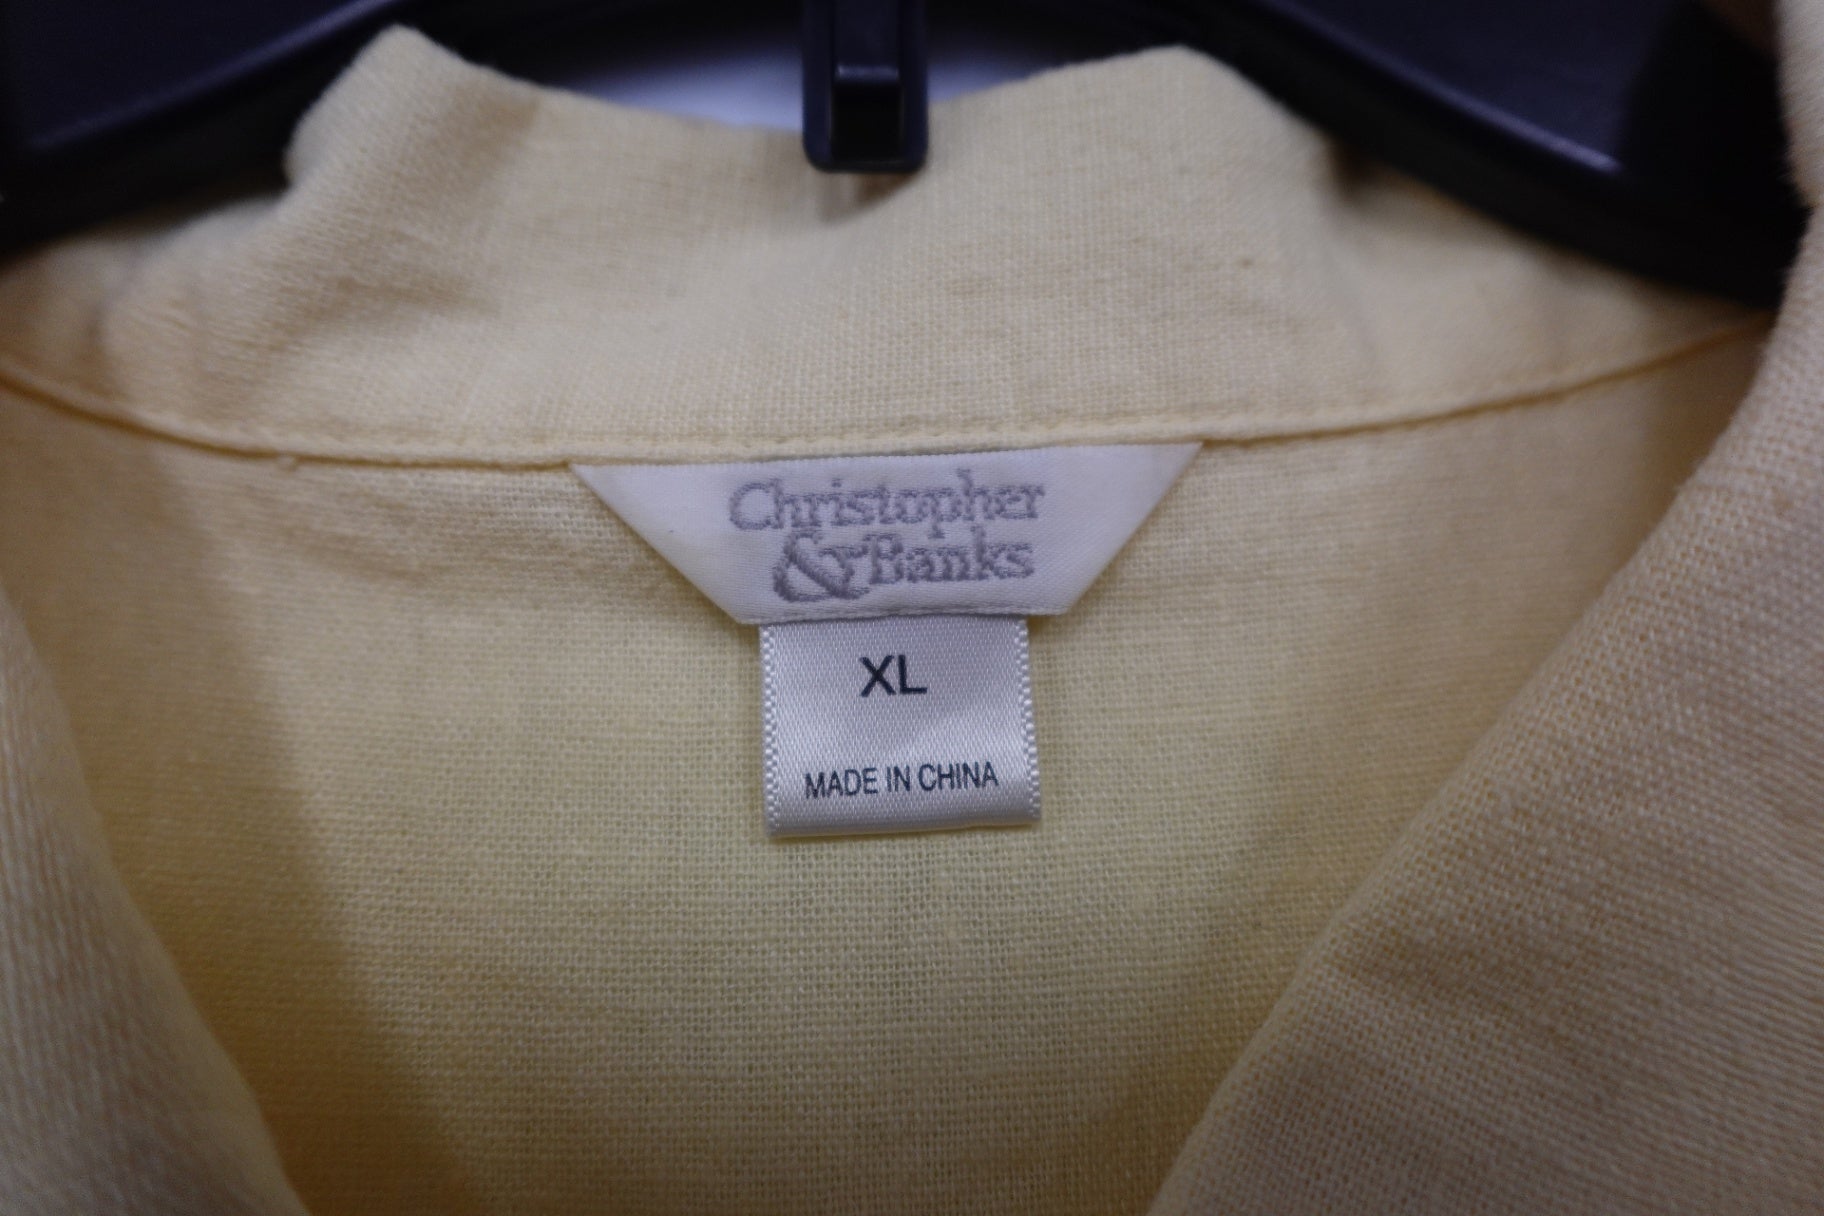 Christopher
& Banks
XL
MADE IN CHINA